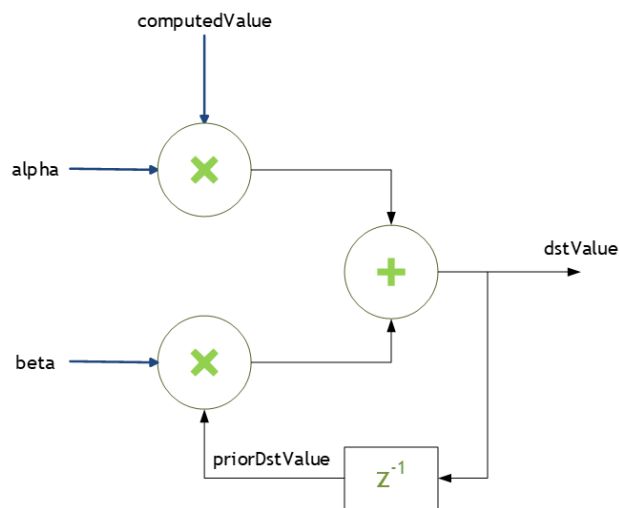 computedValue
alpha
dstValue
beta
priorDstValue
z⁻¹